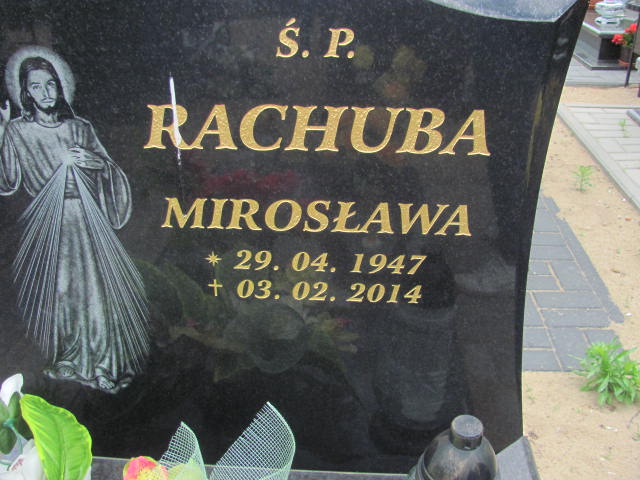 Ś. P.
RACHUBA
MIROSŁAWA
* 29. 04. 1947
† 03. 02. 2014